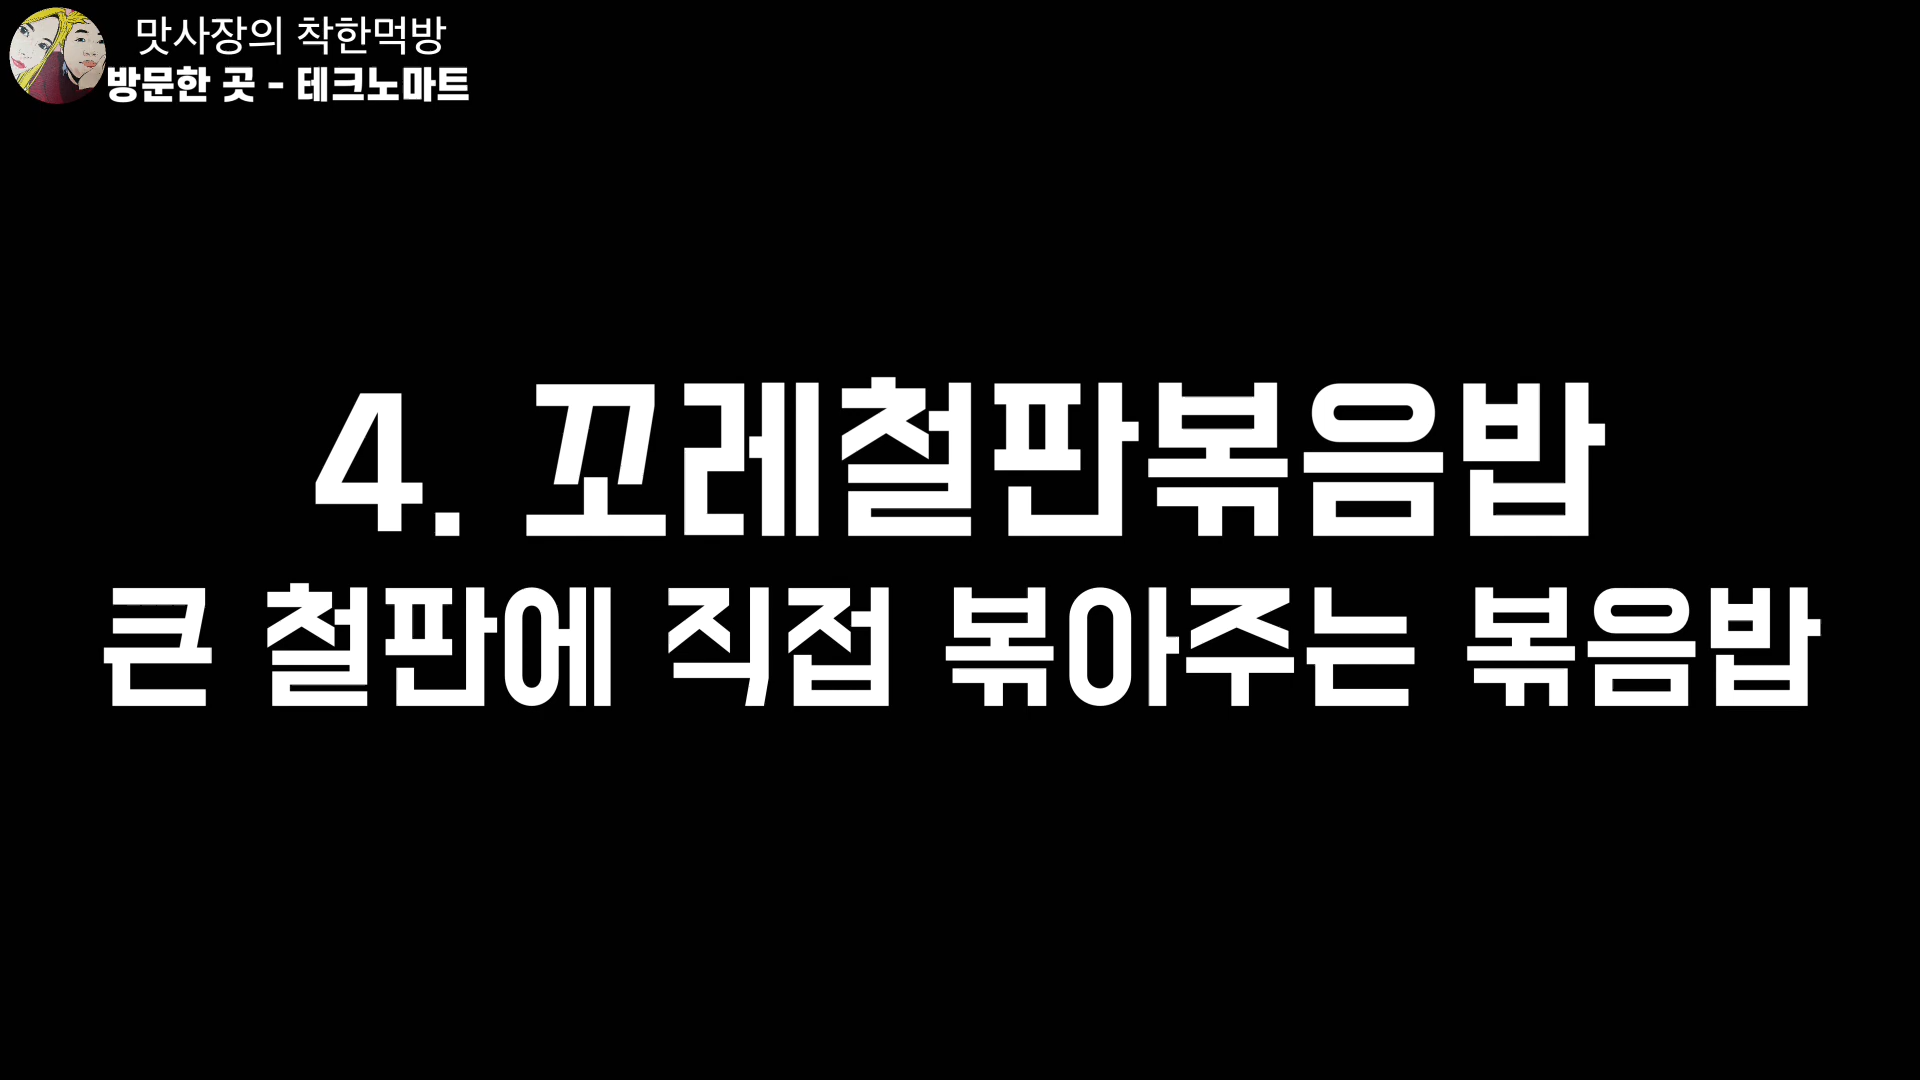 맛사장의 착한먹방
방문한 곳 - 테크노마트
4. 꼬레철판볶음밥
큰 철판에 직접 볶아주는 볶음밥